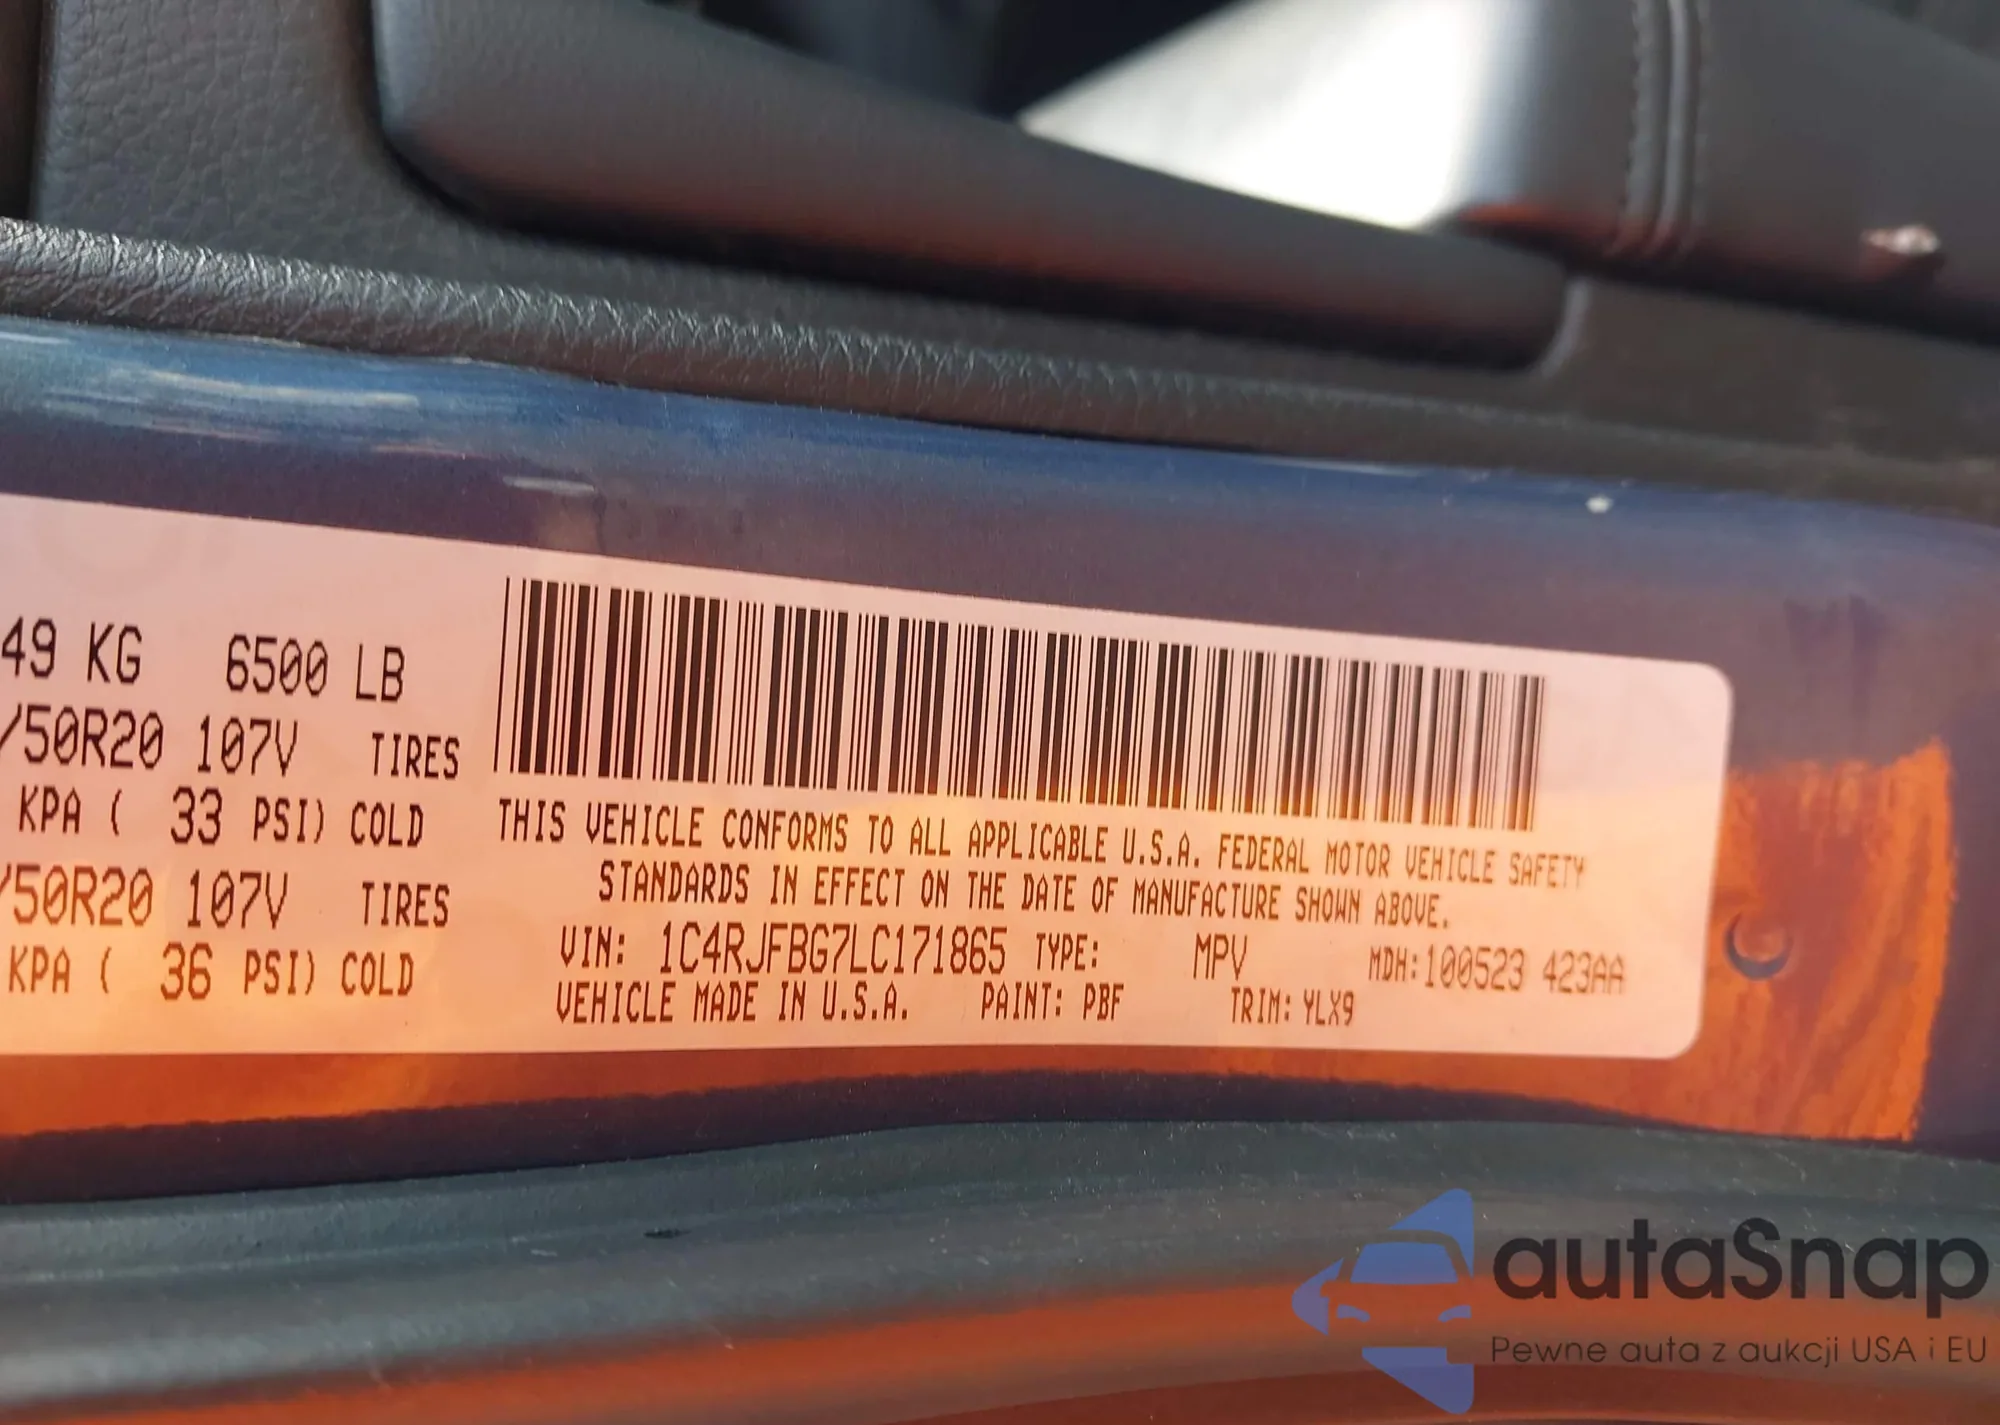 49 KG 6500 LB
/50R20 107V TIRES
KPA ( 33 PSI) COLD
/50R20 107V TIRES
KPA ( 36 PSI) COLD
THIS VEHICLE CONFORMS TO ALL APPLICABLE U.S.A. FEDERAL MOTOR VEHICLE SAFETY
STANDARDS IN EFFECT ON THE DATE OF MANUFACTURE SHOWN ABOVE.
VIN: 1C4RJFBG7LC171865 TYPE: MPV MDH:100523 423AA
VEHICLE MADE IN U.S.A. PAINT: PBF TRIM: YLX9
autaSnap
Pewne auta z aukcji USA i EU